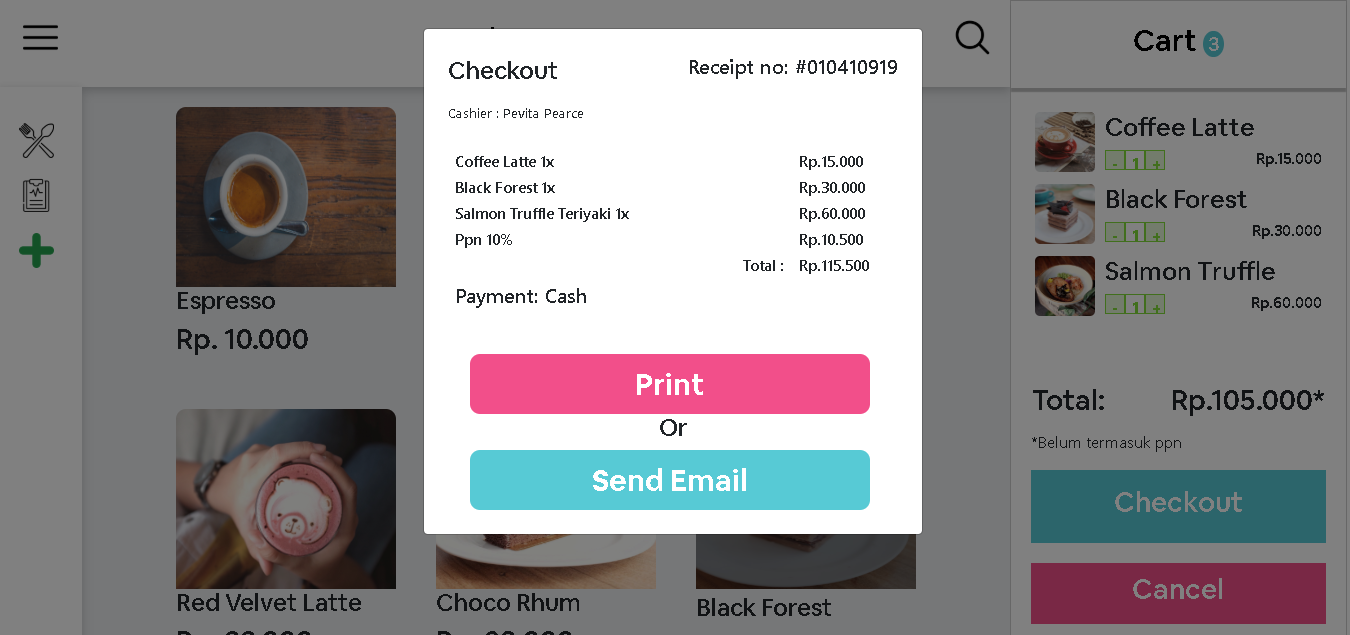 Cart 3
Checkout
Receipt no: #010410919
Cashier : Pevita Pearce
Coffee Latte 1x Rp.15.000
Black Forest 1x Rp.30.000
Salmon Truffle Teriyaki 1x Rp.60.000
Ppn 10% Rp.10.500
Total : Rp.115.500
Payment: Cash
Print
Or
Send Email
Espresso
Rp. 10.000
Red Velvet Latte
Choco Rhum
Black Forest
Coffee Latte
- 1 + Rp.15.000
Black Forest
- 1 + Rp.30.000
Salmon Truffle
- 1 + Rp.60.000
Total: Rp.105.000*
*Belum termasuk ppn
Checkout
Cancel